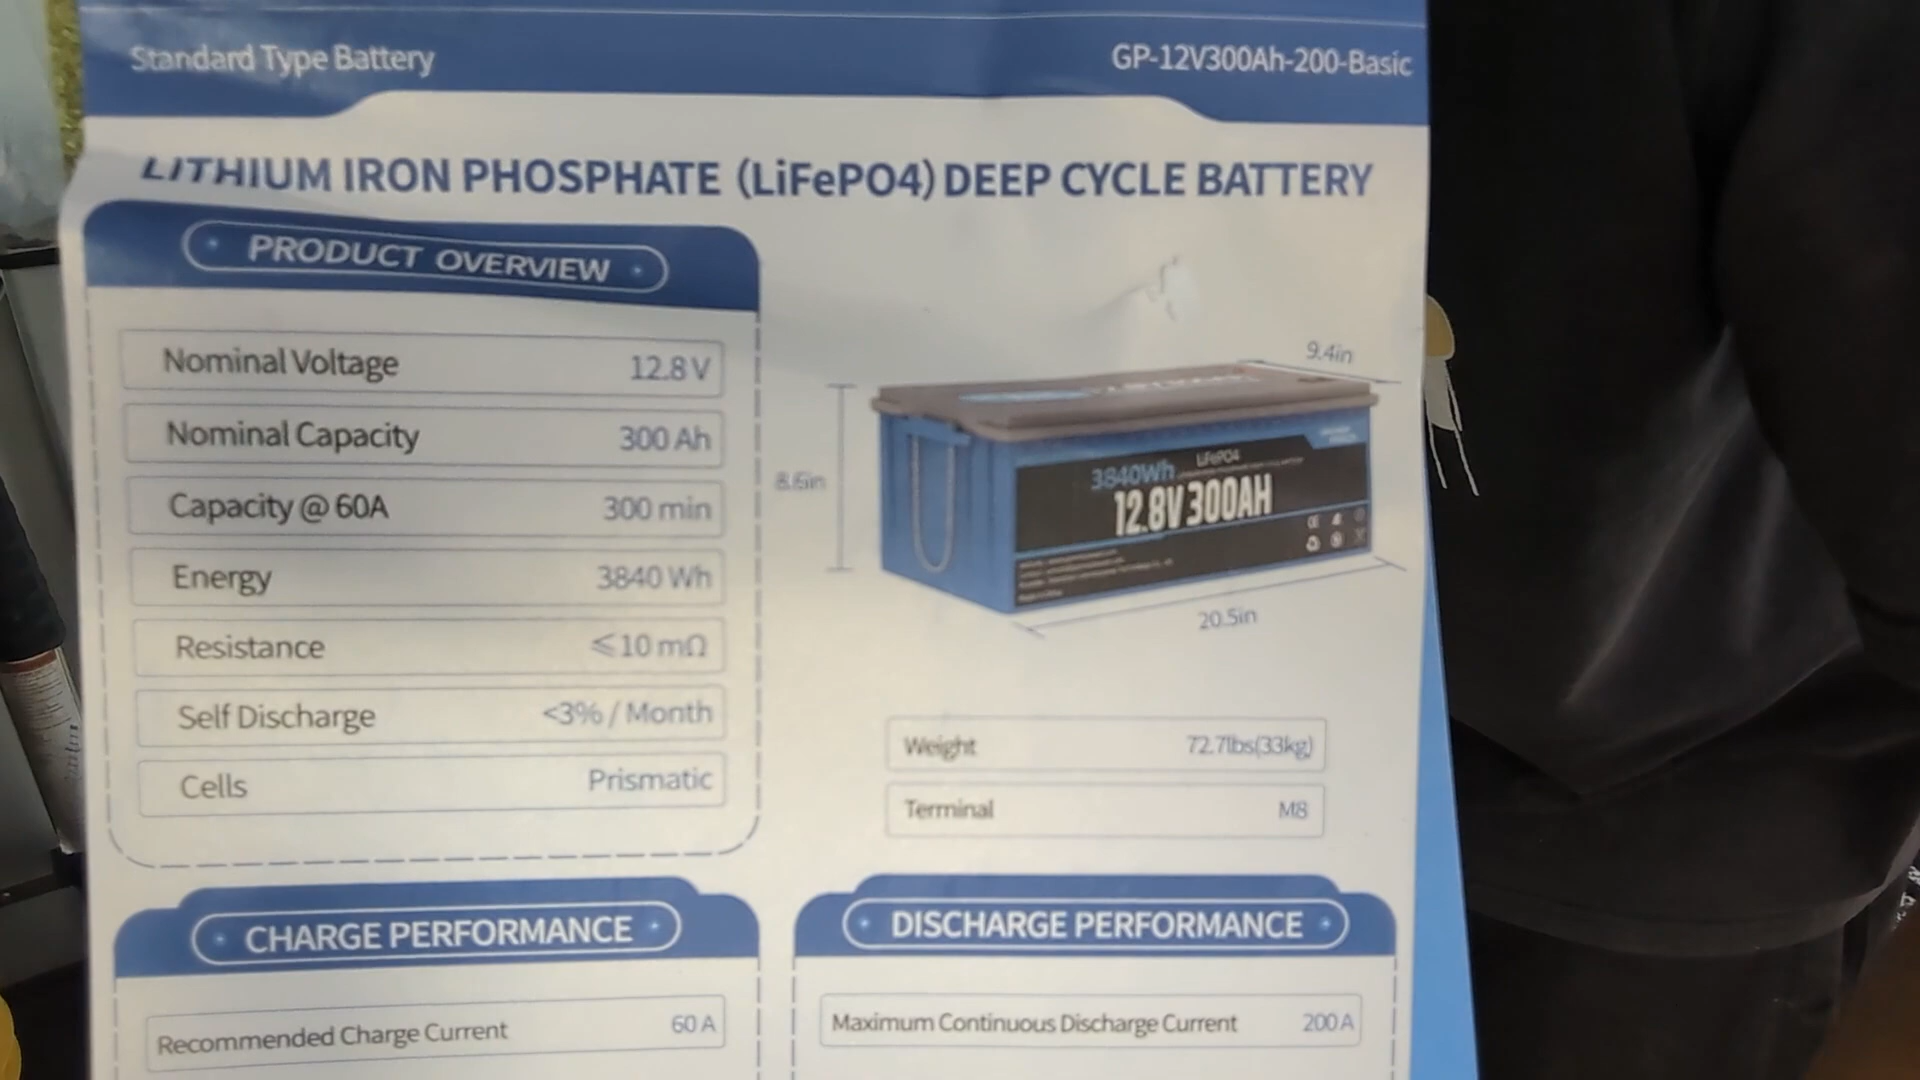 Standard Type Battery
GP-12V300Ah-200-Basic
LITHIUM IRON PHOSPHATE (LiFePO4) DEEP CYCLE BATTERY
PRODUCT OVERVIEW
Nominal Voltage 12.8 V
Nominal Capacity 300 Ah
Capacity @ 60A 300 min
Energy 3840 Wh
Resistance ⩽10 mΩ
Self Discharge <3% / Month
Cells Prismatic
9.4in
8.6in
3840Wh LiFePO4
12.8V 300AH
20.5in
Weight 72.7lbs(33kg)
Terminal M8
CHARGE PERFORMANCE
Recommended Charge Current 60 A
DISCHARGE PERFORMANCE
Maximum Continuous Discharge Current 200 A